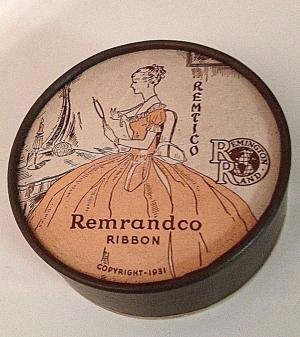 REMTICO
REMINGTON
RAND
Remrandco
RIBBON
COPYRIGHT-1931